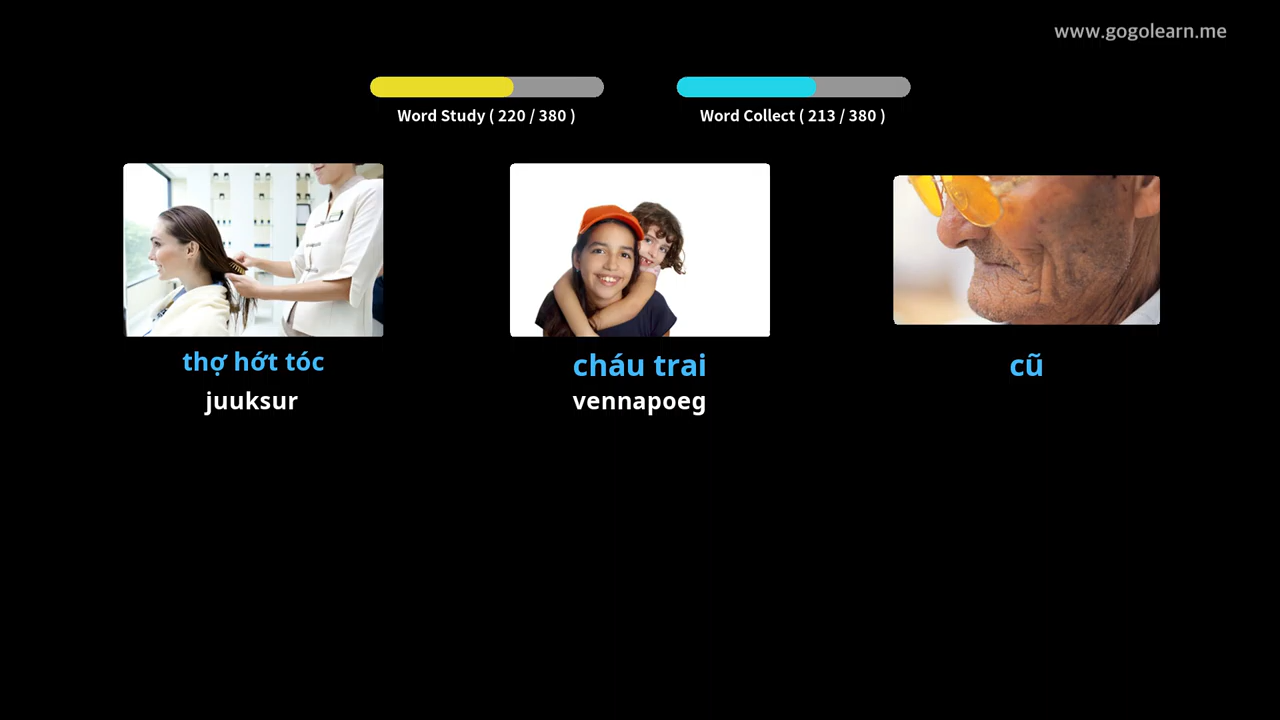 www.gogolearn.me
Word Study ( 220 / 380 )
Word Collect ( 213 / 380 )
thợ hớt tóc
juuksur
cháu trai
vennapoeg
cũ